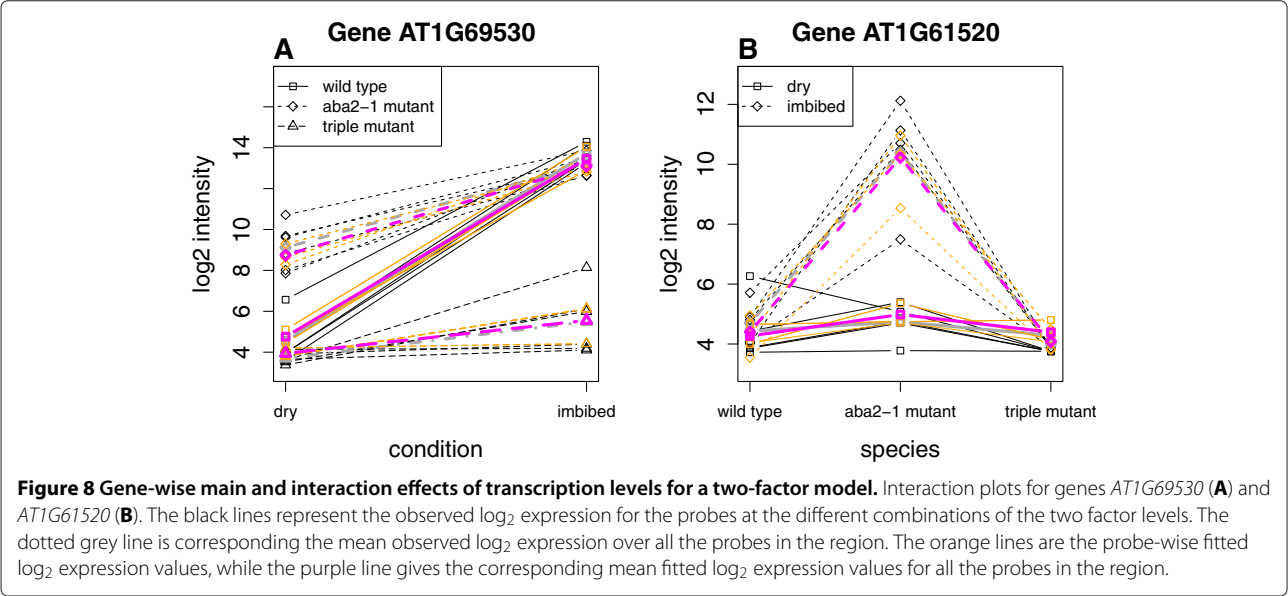 Gene AT1G69530
A
wild type
aba2−1 mutant
triple mutant
log2 intensity
14
10
8
6
4
dry
imbibed
condition
Gene AT1G61520
B
dry
imbibed
log2 intensity
12
10
8
6
4
wild type
aba2−1 mutant
triple mutant
species
Figure 8 Gene-wise main and interaction effects of transcription levels for a two-factor model. Interaction plots for genes AT1G69530 (A) and
AT1G61520 (B). The black lines represent the observed log2 expression for the probes at the different combinations of the two factor levels. The
dotted grey line is corresponding the mean observed log2 expression over all the probes in the region. The orange lines are the probe-wise fitted
log2 expression values, while the purple line gives the corresponding mean fitted log2 expression values for all the probes in the region.